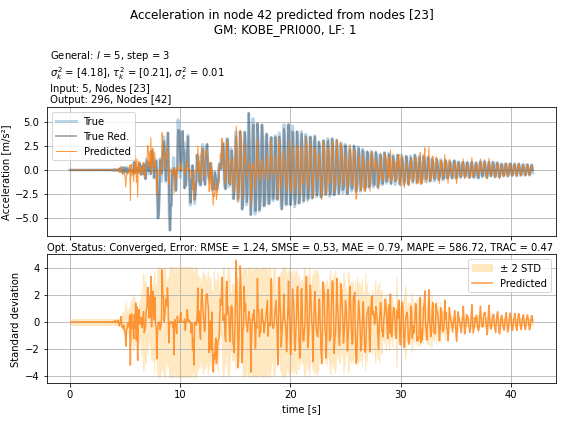 Acceleration in node 42 predicted from nodes [23]
GM: KOBE_PRI000, LF: 1
General: l = 5, step = 3
σ²ₖ = [4.18], τ²ₖ = [0.21], σ²ε = 0.01
Input: 5, Nodes [23]
Output: 296, Nodes [42]
Acceleration [m/s²]
5.0
2.5
0.0
−2.5
−5.0
True
True Red.
Predicted
Opt. Status: Converged, Error: RMSE = 1.24, SMSE = 0.53, MAE = 0.79, MAPE = 586.72, TRAC = 0.47
Standard deviation
4
2
0
−2
−4
± 2 STD
Predicted
0
10
20
30
40
time [s]